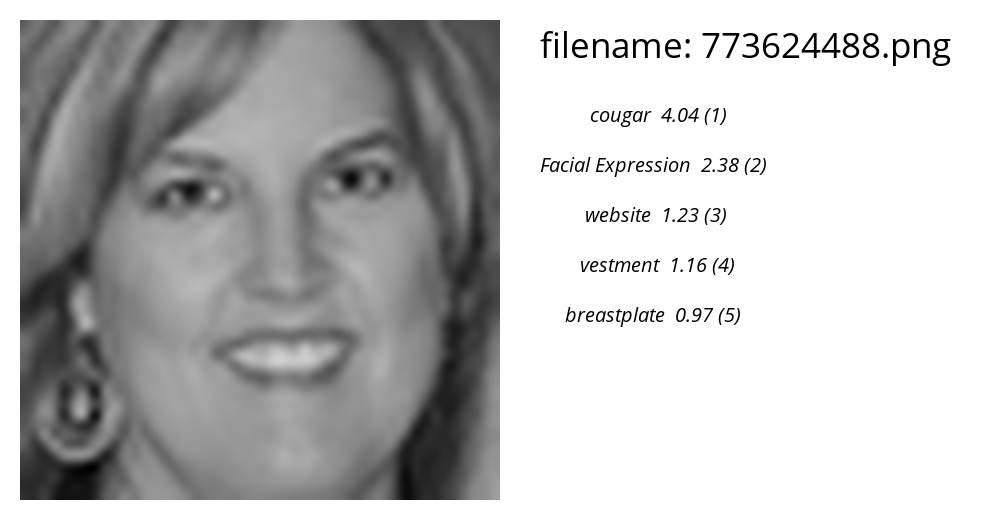 filename: 773624488.png
cougar 4.04 (1)
Facial Expression 2.38 (2)
website 1.23 (3)
vestment 1.16 (4)
breastplate 0.97 (5)